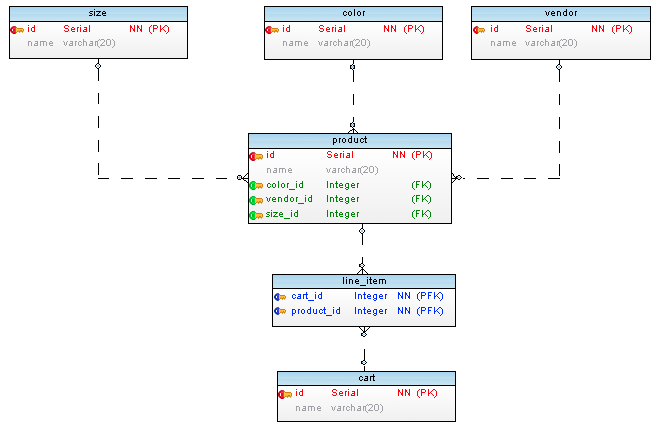 size
id Serial NN (PK)
name varchar(20)
color
id Serial NN (PK)
name varchar(20)
vendor
id Serial NN (PK)
name varchar(20)
product
id Serial NN (PK)
name varchar(20)
color_id Integer (FK)
vendor_id Integer (FK)
size_id Integer (FK)
line_item
cart_id Integer NN (PFK)
product_id Integer NN (PFK)
cart
id Serial NN (PK)
name varchar(20)